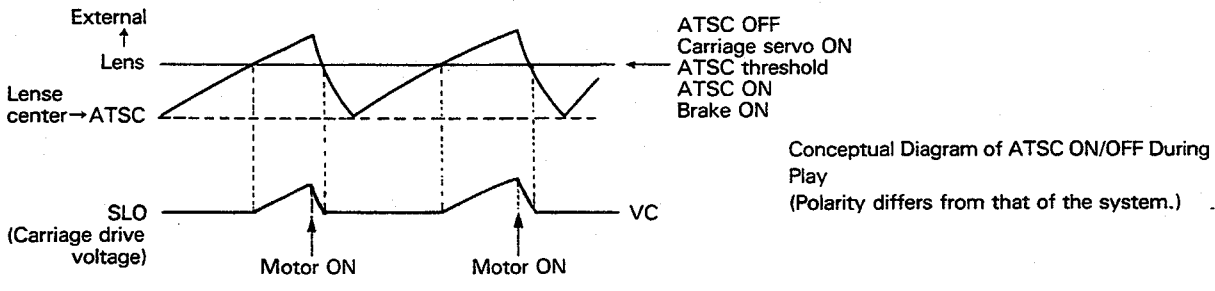 External
↑
Lens
Lense
center→ATSC
ATSC OFF
Carriage servo ON
← ATSC threshold
ATSC ON
Brake ON
Conceptual Diagram of ATSC ON/OFF During
Play
(Polarity differs from that of the system.)
SLO
(Carriage drive
voltage)
VC
Motor ON
Motor ON